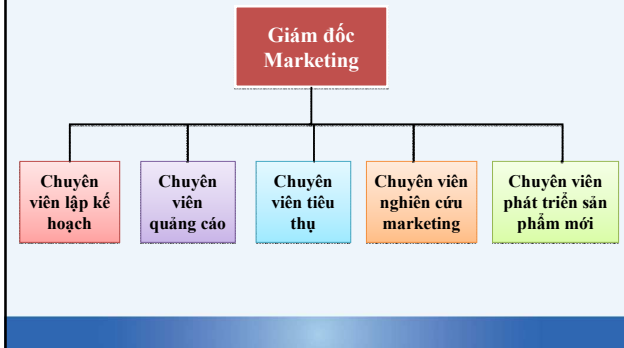 Giám đốc
Marketing
Chuyên
viên lập kế
hoạch
Chuyên
viên
quảng cáo
Chuyên
viên tiêu
thụ
Chuyên viên
nghiên cứu
marketing
Chuyên viên
phát triển sản
phẩm mới